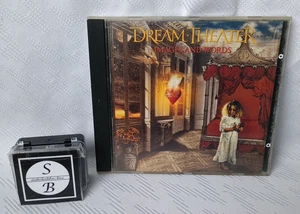 DREAM THEATER
IMAGES AND WORDS
S
B